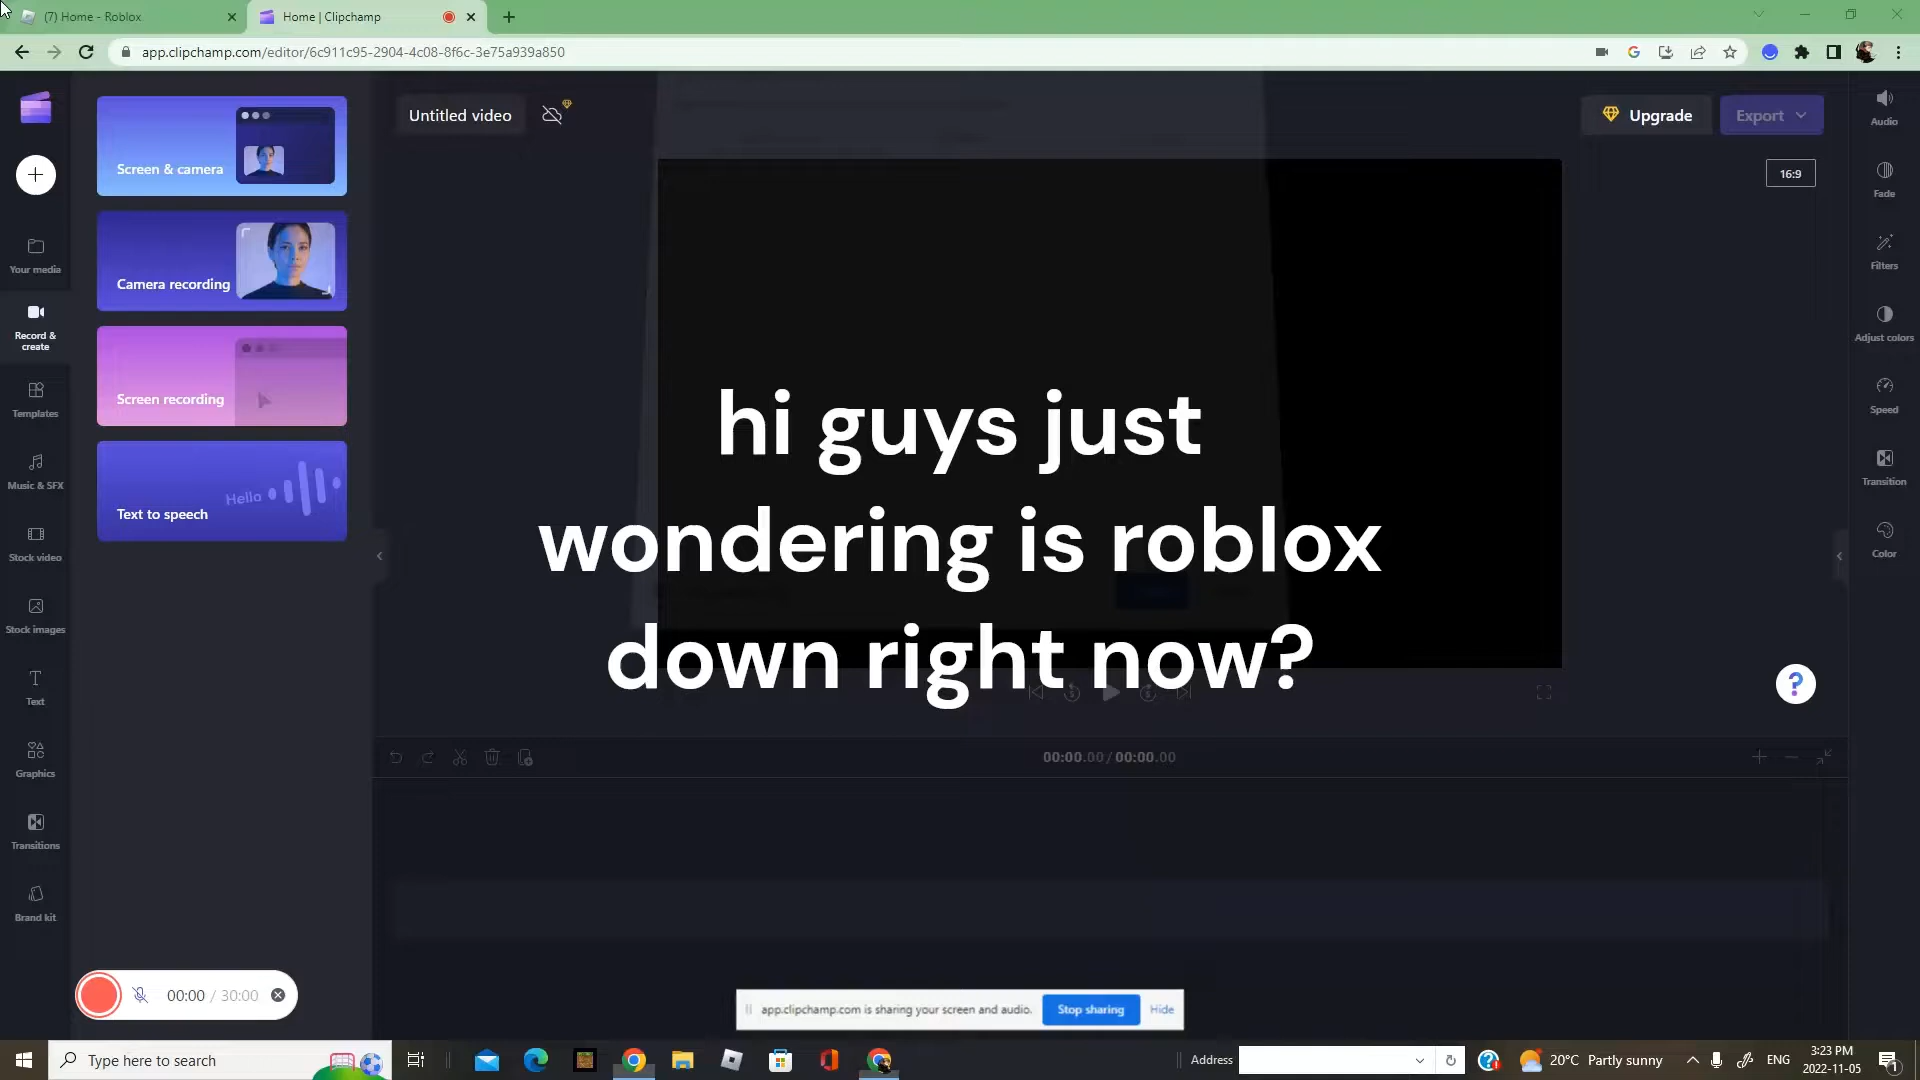 (7) Home - Roblox
Home | Clipchamp
app.clipchamp.com/editor/6c911c95-2904-4c08-8f6c-3e75a939a850
Untitled video
Upgrade
Export
Audio
16:9
Fade
Filters
Adjust colors
Speed
Transition
Color
Your media
Record &
create
Templates
Music & SFX
Stock video
Stock images
Text
Graphics
Transitions
Brand kit
Screen & camera
Camera recording
Screen recording
Hello
Text to speech
hi guys just
wondering is roblox
down right now?
?
00:00.00 / 00:00.00
00:00 / 30:00
app.clipchamp.com is sharing your screen and audio.
Stop sharing
Hide
Type here to search
Address
20°C Partly sunny
ENG
3:23 PM
2022-11-05
1